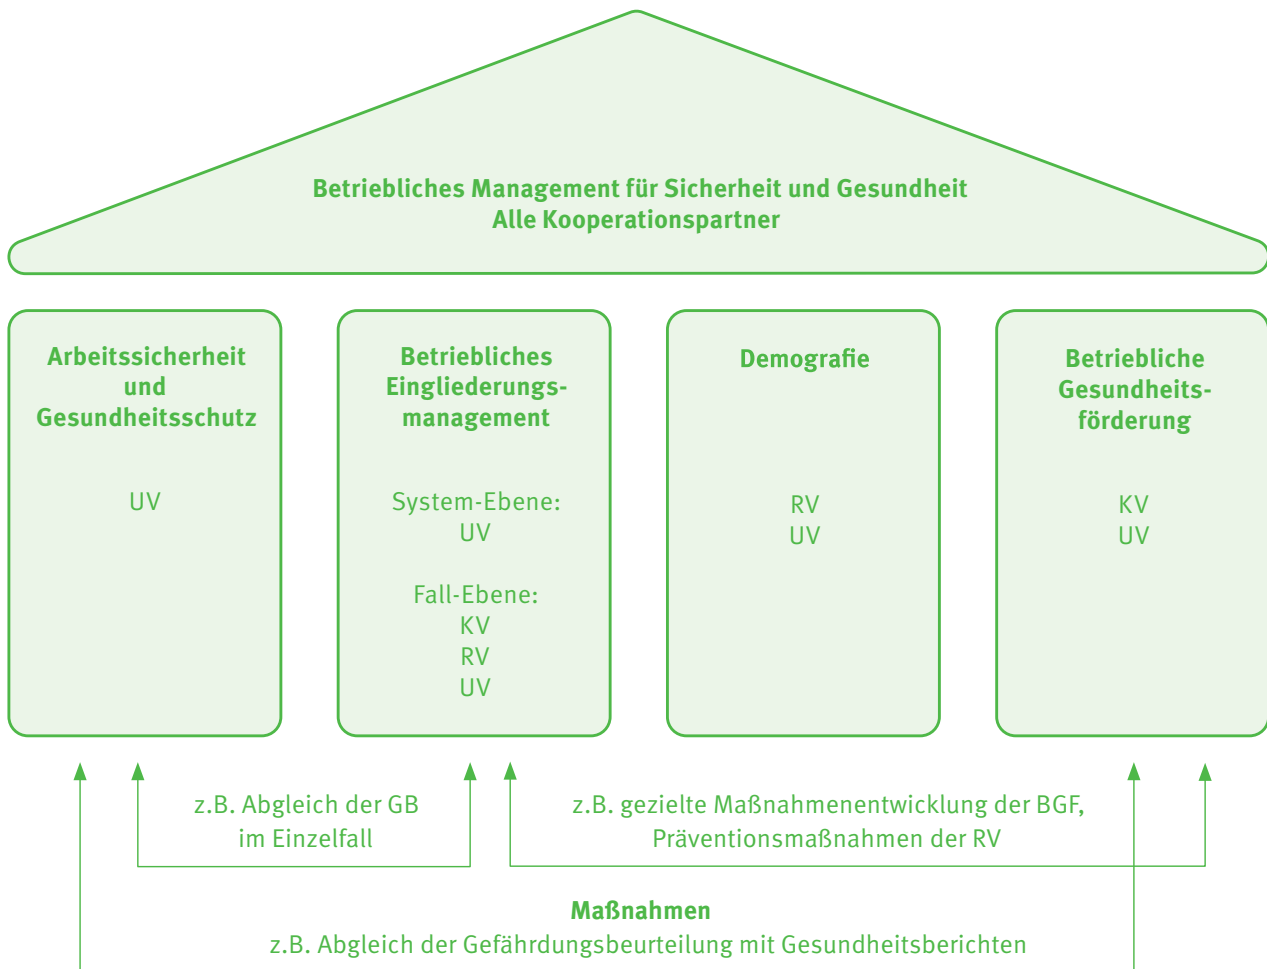 Betriebliches Management für Sicherheit und Gesundheit
Alle Kooperationspartner
Arbeitssicherheit
und
Gesundheitsschutz
UV
Betriebliches
Eingliederungs-
management
System-Ebene:
UV
Fall-Ebene:
KV
RV
UV
Demografie
RV
UV
Betriebliche
Gesundheits-
förderung
KV
UV
z.B. Abgleich der GB
im Einzelfall
z.B. gezielte Maßnahmenentwicklung der BGF,
Präventionsmaßnahmen der RV
Maßnahmen
z.B. Abgleich der Gefährdungsbeurteilung mit Gesundheitsberichten